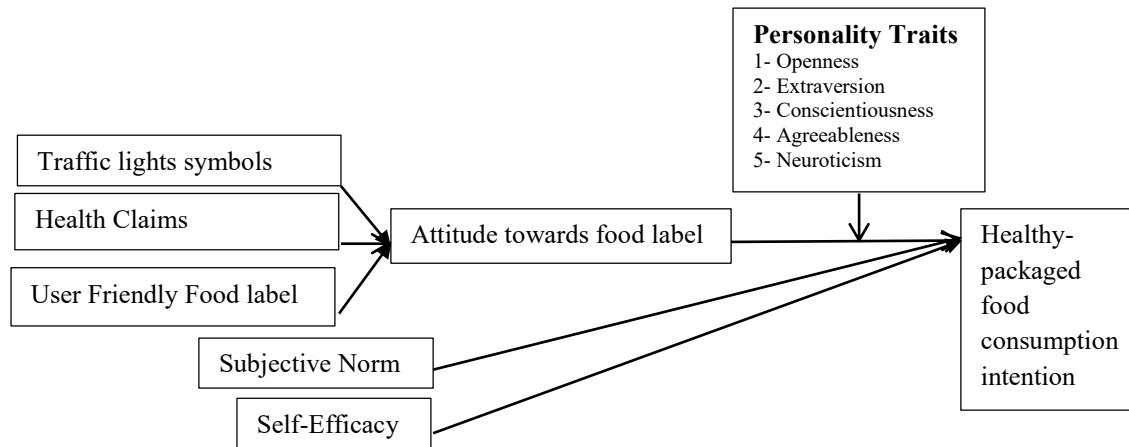 Personality Traits
1- Openness
2- Extraversion
3- Conscientiousness
4- Agreeableness
5- Neuroticism
Traffic lights symbols
Health Claims
User Friendly Food label
Attitude towards food label
Subjective Norm
Self-Efficacy
Healthy-
packaged
food
consumption
intention